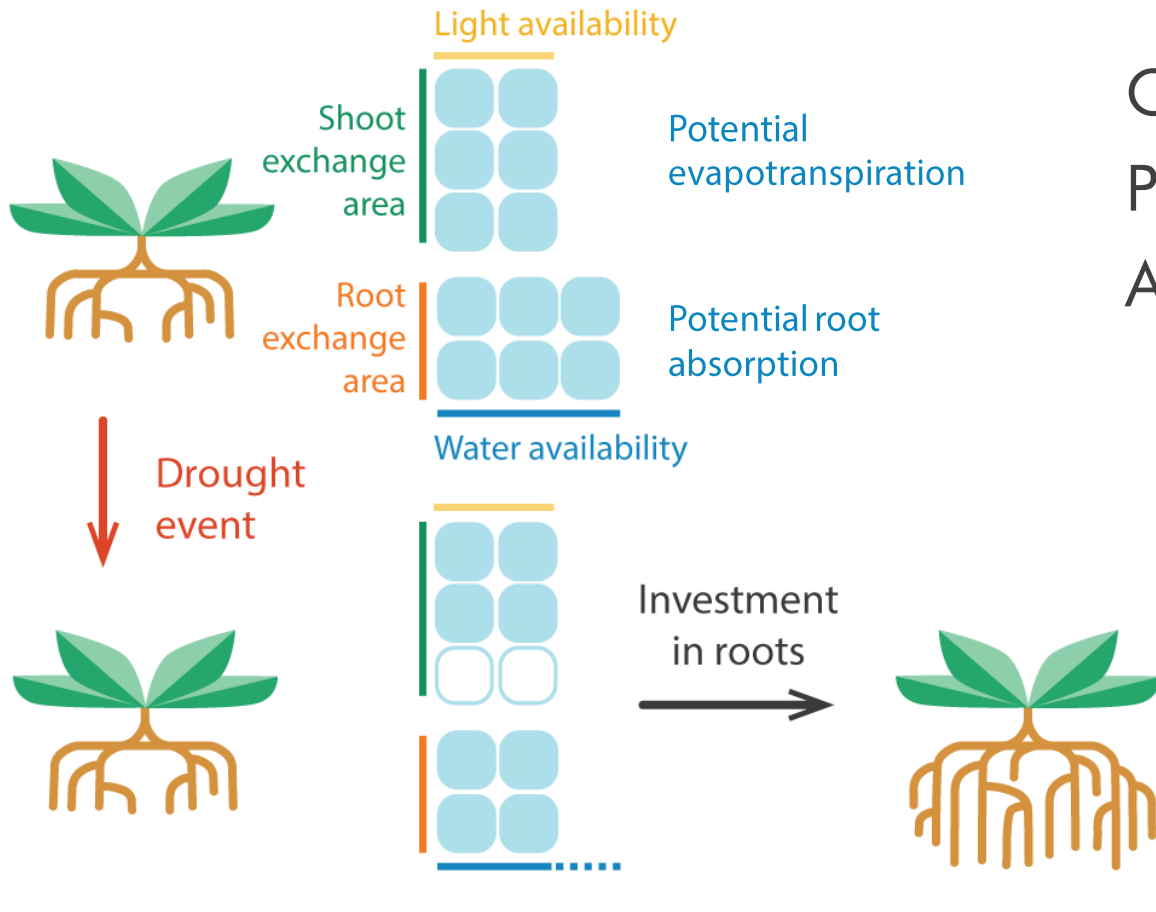 Light availability
Shoot
exchange
area
Potential
evapotranspiration
Root
exchange
area
Potential root
absorption
Water availability
Drought
event
Investment
in roots
P
A